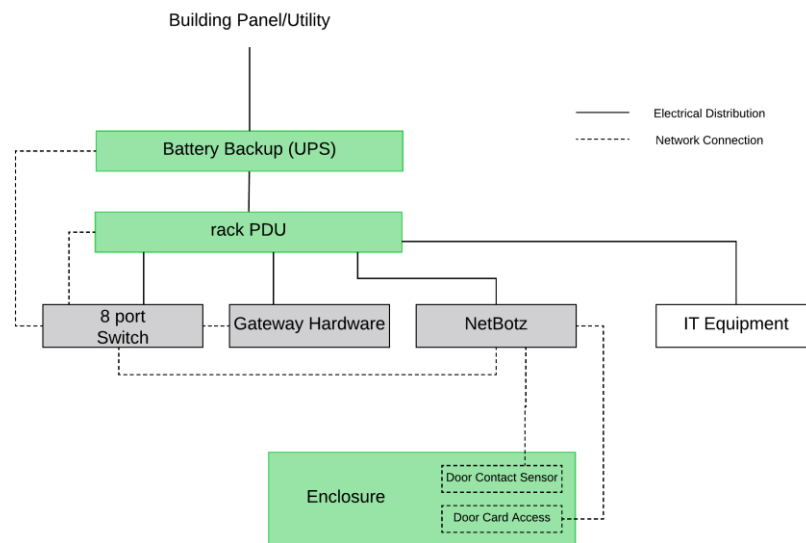 Building Panel/Utility
Electrical Distribution
Network Connection
Battery Backup (UPS)
rack PDU
8 port
Switch
Gateway Hardware
NetBotz
IT Equipment
Door Contact Sensor
Enclosure
Door Card Access